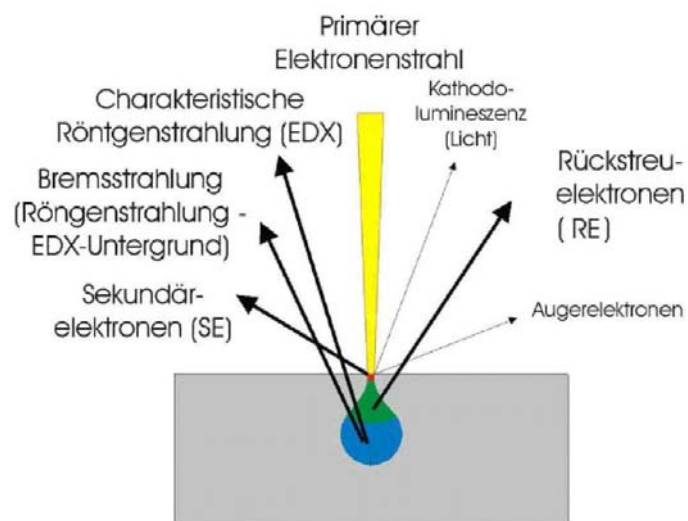 Primärer
Elektronenstrahl
Charakteristische
Röntgenstrahlung (EDX)
Kathodo-
lumineszenz
(Licht)
Bremsstrahlung
(Röngenstrahlung -
EDX-Untergrund)
Rückstreu-
elektronen
( RE)
Sekundär-
elektronen (SE)
Augerelektronen